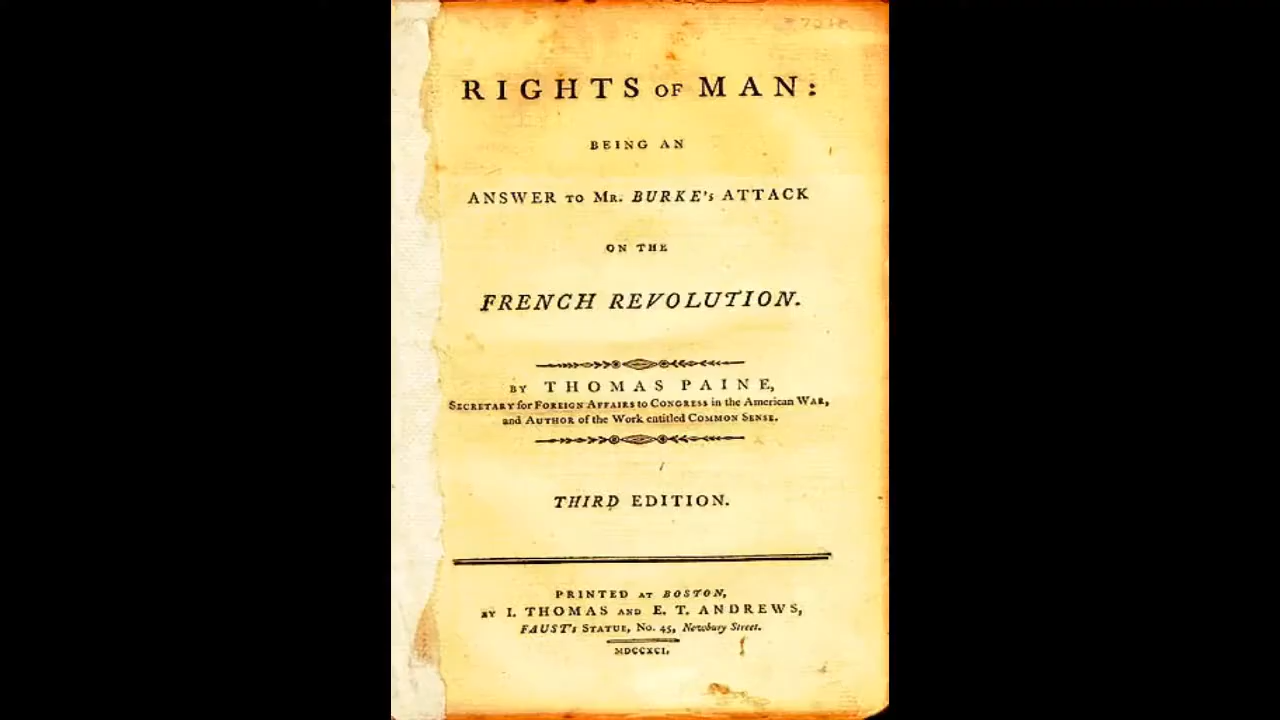 RIGHTS OF MAN:
BEING AN
ANSWER TO MR. BURKE's ATTACK
ON THE
FRENCH REVOLUTION.
BY THOMAS PAINE,
SECRETARY for FOREIGN AFFAIRS to CONGRESS in the American WAR,
and AUTHOR of the Work entitled COMMON SENSE.
THIRD EDITION.
PRINTED AT BOSTON,
BY I. THOMAS AND E. T. ANDREWS,
FAUST's STATUE, No. 45, Newbury Street.
MDCCXCI.